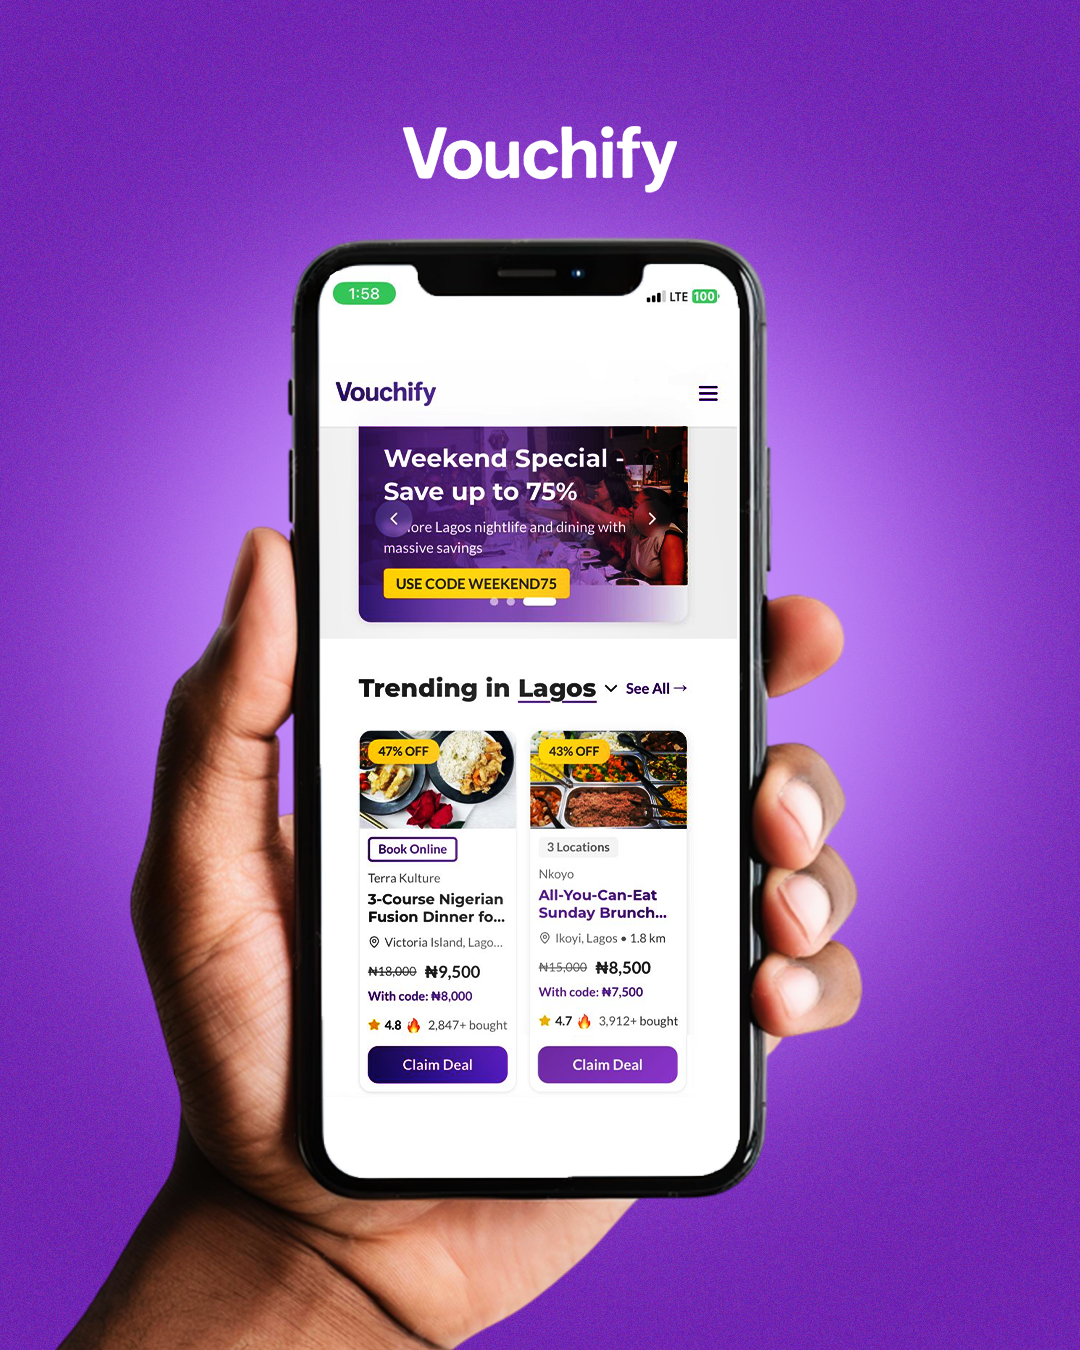 Vouchify
1:58
LTE 100
Vouchify
Weekend Special -
Save up to 75%
Lagos nightlife and dining with
massive savings
USE CODE WEEKEND75
Trending in Lagos
See All →
47% OFF
Book Online
Terra Kulture
3-Course Nigerian
Fusion Dinner fo...
Victoria Island, Lago...
₦18,000 ₦9,500
With code: ₦8,000
4.8 2,847+ bought
Claim Deal
43% OFF
3 Locations
Nkoyo
All-You-Can-Eat
Sunday Brunch...
Ikoyi, Lagos • 1.8 km
₦15,000 ₦8,500
With code: ₦7,500
4.7 3,912+ bought
Claim Deal